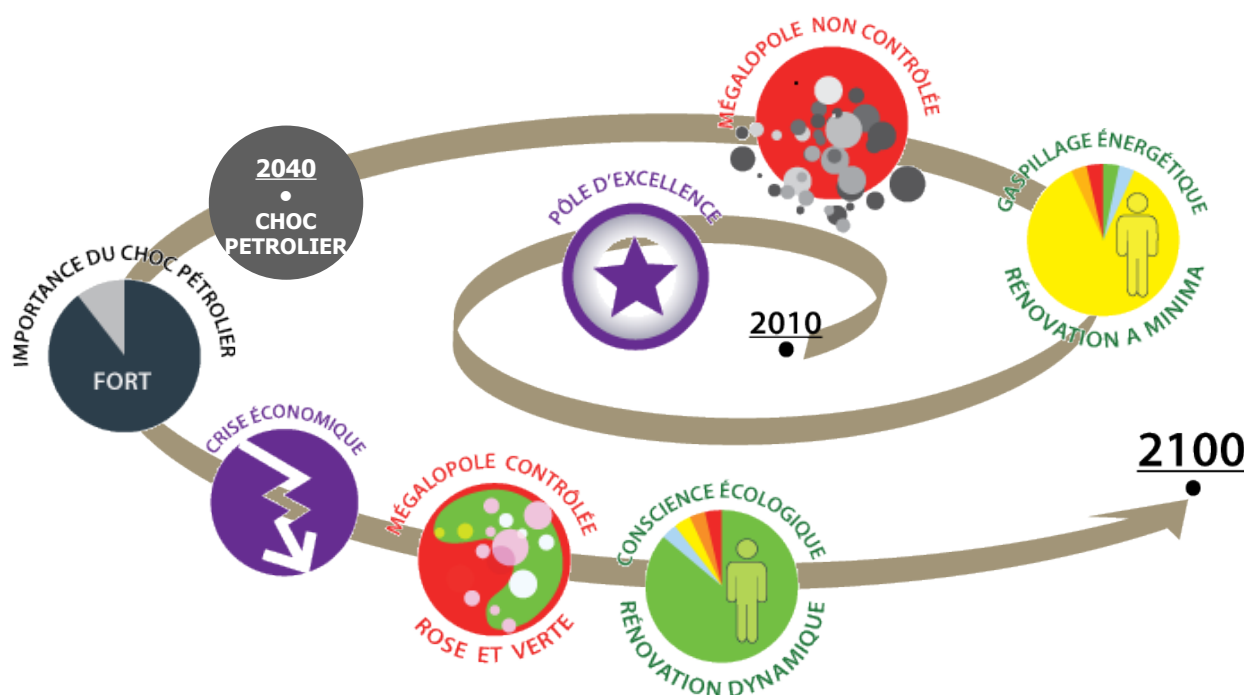 2010
PÔLE D'EXCELLENCE
GASPILLAGE ÉNERGÉTIQUE
RÉNOVATION A MINIMA
MÉGALOPOLE NON CONTRÔLÉE
2040
CHOC
PETROLIER
IMPORTANCE DU CHOC PÉTROLIER
FORT
CRISE ÉCONOMIQUE
MÉGALOPOLE CONTRÔLÉE
ROSE ET VERTE
CONSCIENCE ÉCOLOGIQUE
RÉNOVATION DYNAMIQUE
2100